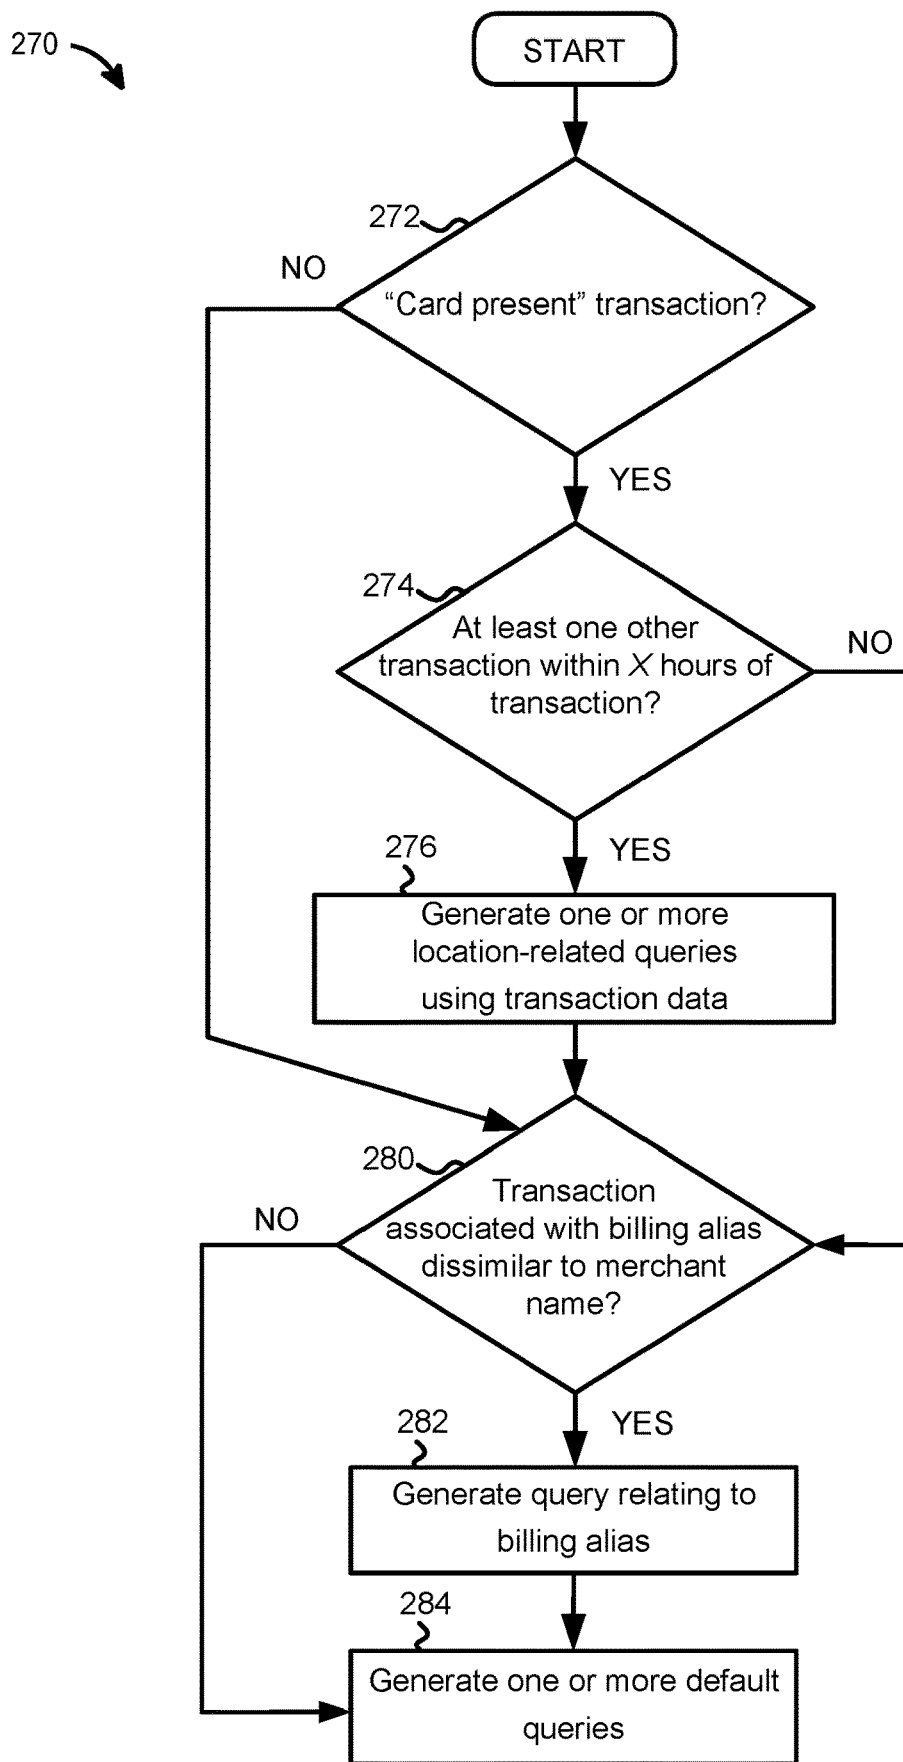 270
START
272
NO
“Card present” transaction?
YES
274
At least one other
transaction within X hours of
transaction?
NO
YES
276
Generate one or more
location-related queries
using transaction data
280
NO
Transaction
associated with billing alias
dissimilar to merchant
name?
YES
282
Generate query relating to
billing alias
284
Generate one or more default
queries